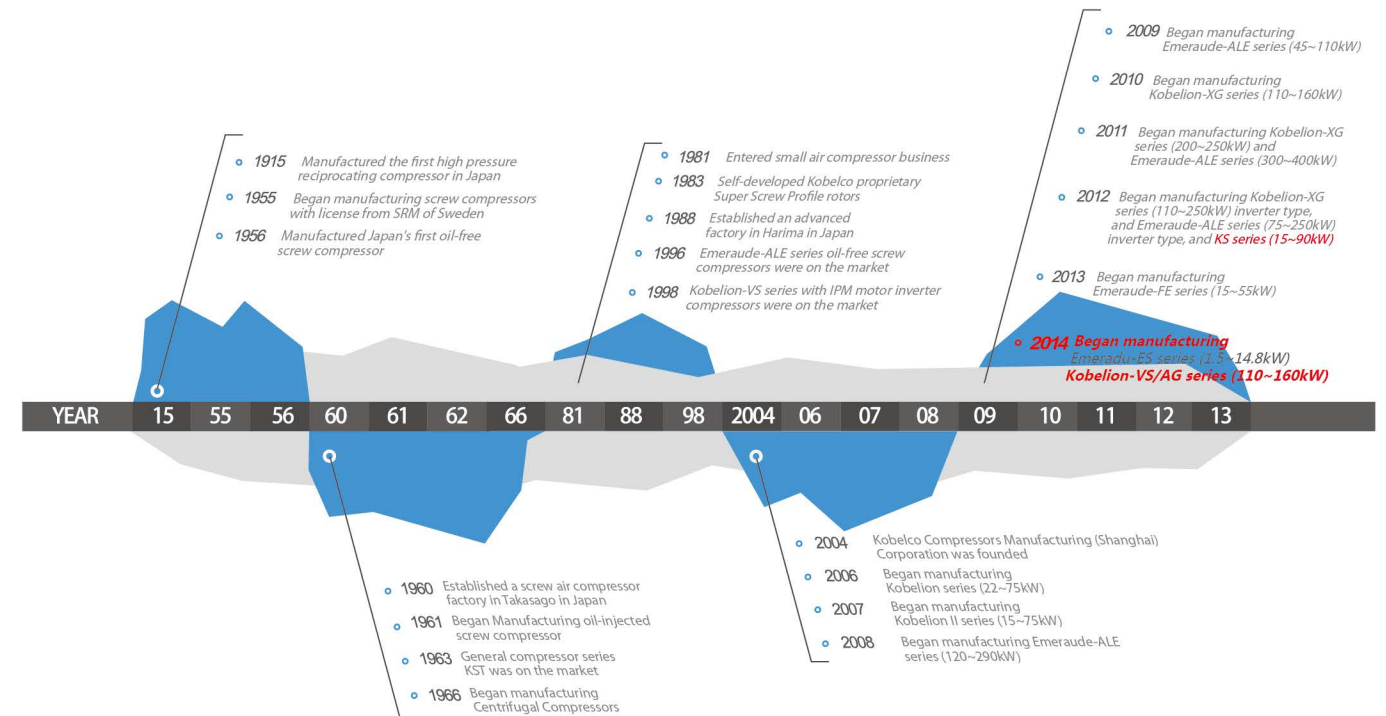 1915 Manufactured the first high pressure
reciprocating compressor in Japan
1955 Began manufacturing screw compressors
with license from SRM of Sweden
1956 Manufactured Japan's first oil-free
screw compressor
1981 Entered small air compressor business
1983 Self-developed Kobelco proprietary
Super Screw Profile rotors
1988 Established an advanced
factory in Harima in Japan
1996 Emeraude-ALE series oil-free screw
compressors were on the market
1998 Kobelion-VS series with IPM motor inverter
compressors were on the market
2009 Began manufacturing
Emeraude-ALE series (45~110kW)
2010 Began manufacturing
Kobelion-XG series (110~160kW)
2011 Began manufacturing Kobelion-XG
series (200~250kW) and
Emeraude-ALE series (300~400kW)
2012 Began manufacturing Kobelion-XG
series (110~250kW) inverter type,
and Emeraude-ALE series (75~250kW)
inverter type, and KS series (15~90kW)
2013 Began manufacturing
Emeraude-FE series (15~55kW)
2014 Began manufacturing
Emeradu-ES series (1.5~14.8kW)
Kobelion-VS/AG series (110~160kW)
YEAR 15 55 56 60 61 62 66 81 88 98 2004 06 07 08 09 10 11 12 13
1960 Established a screw air compressor
factory in Takasago in Japan
1961 Began Manufacturing oil-injected
screw compressor
1963 General compressor series
KST was on the market
1966 Began manufacturing
Centrifugal Compressors
2004 Kobelco Compressors Manufacturing (Shanghai)
Corporation was founded
2006 Began manufacturing
Kobelion series (22~75kW)
2007 Began manufacturing
Kobelion II series (15~75kW)
2008 Began manufacturing Emeraude-ALE
series (120~290kW)